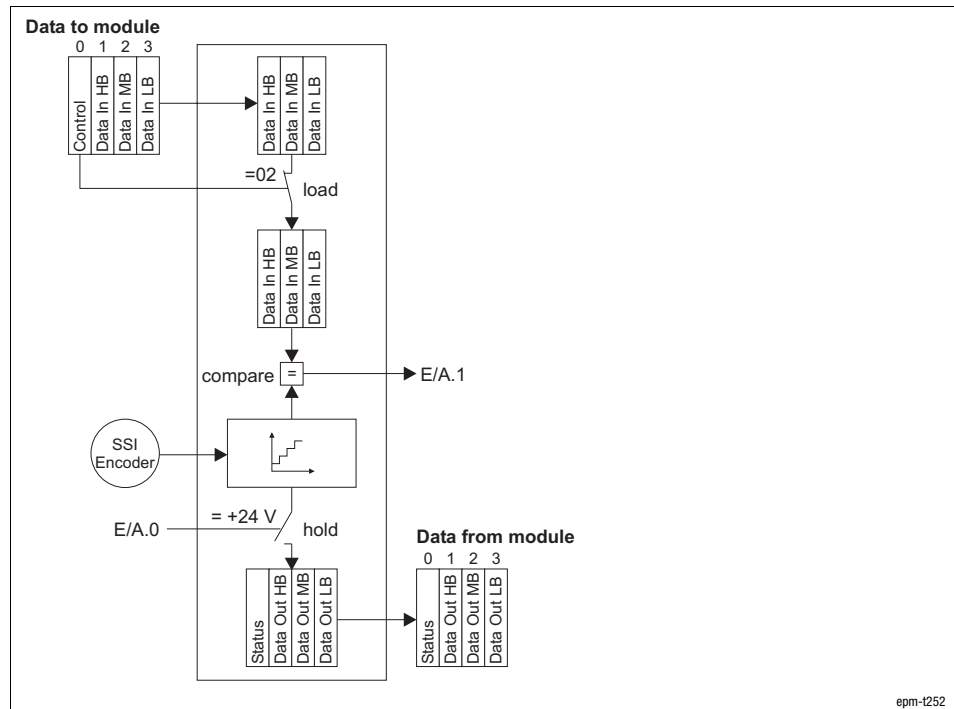 Data to module
0 1 2 3
Control
Data In HB
Data In MB
Data In LB
Data In HB
Data In MB
Data In LB
=02
load
Data In HB
Data In MB
Data In LB
compare
=
E/A.1
SSI
Encoder
E/A.0
= +24 V
hold
Data from module
0 1 2 3
Status
Data Out HB
Data Out MB
Data Out LB
Status
Data Out HB
Data Out MB
Data Out LB
epm-t252